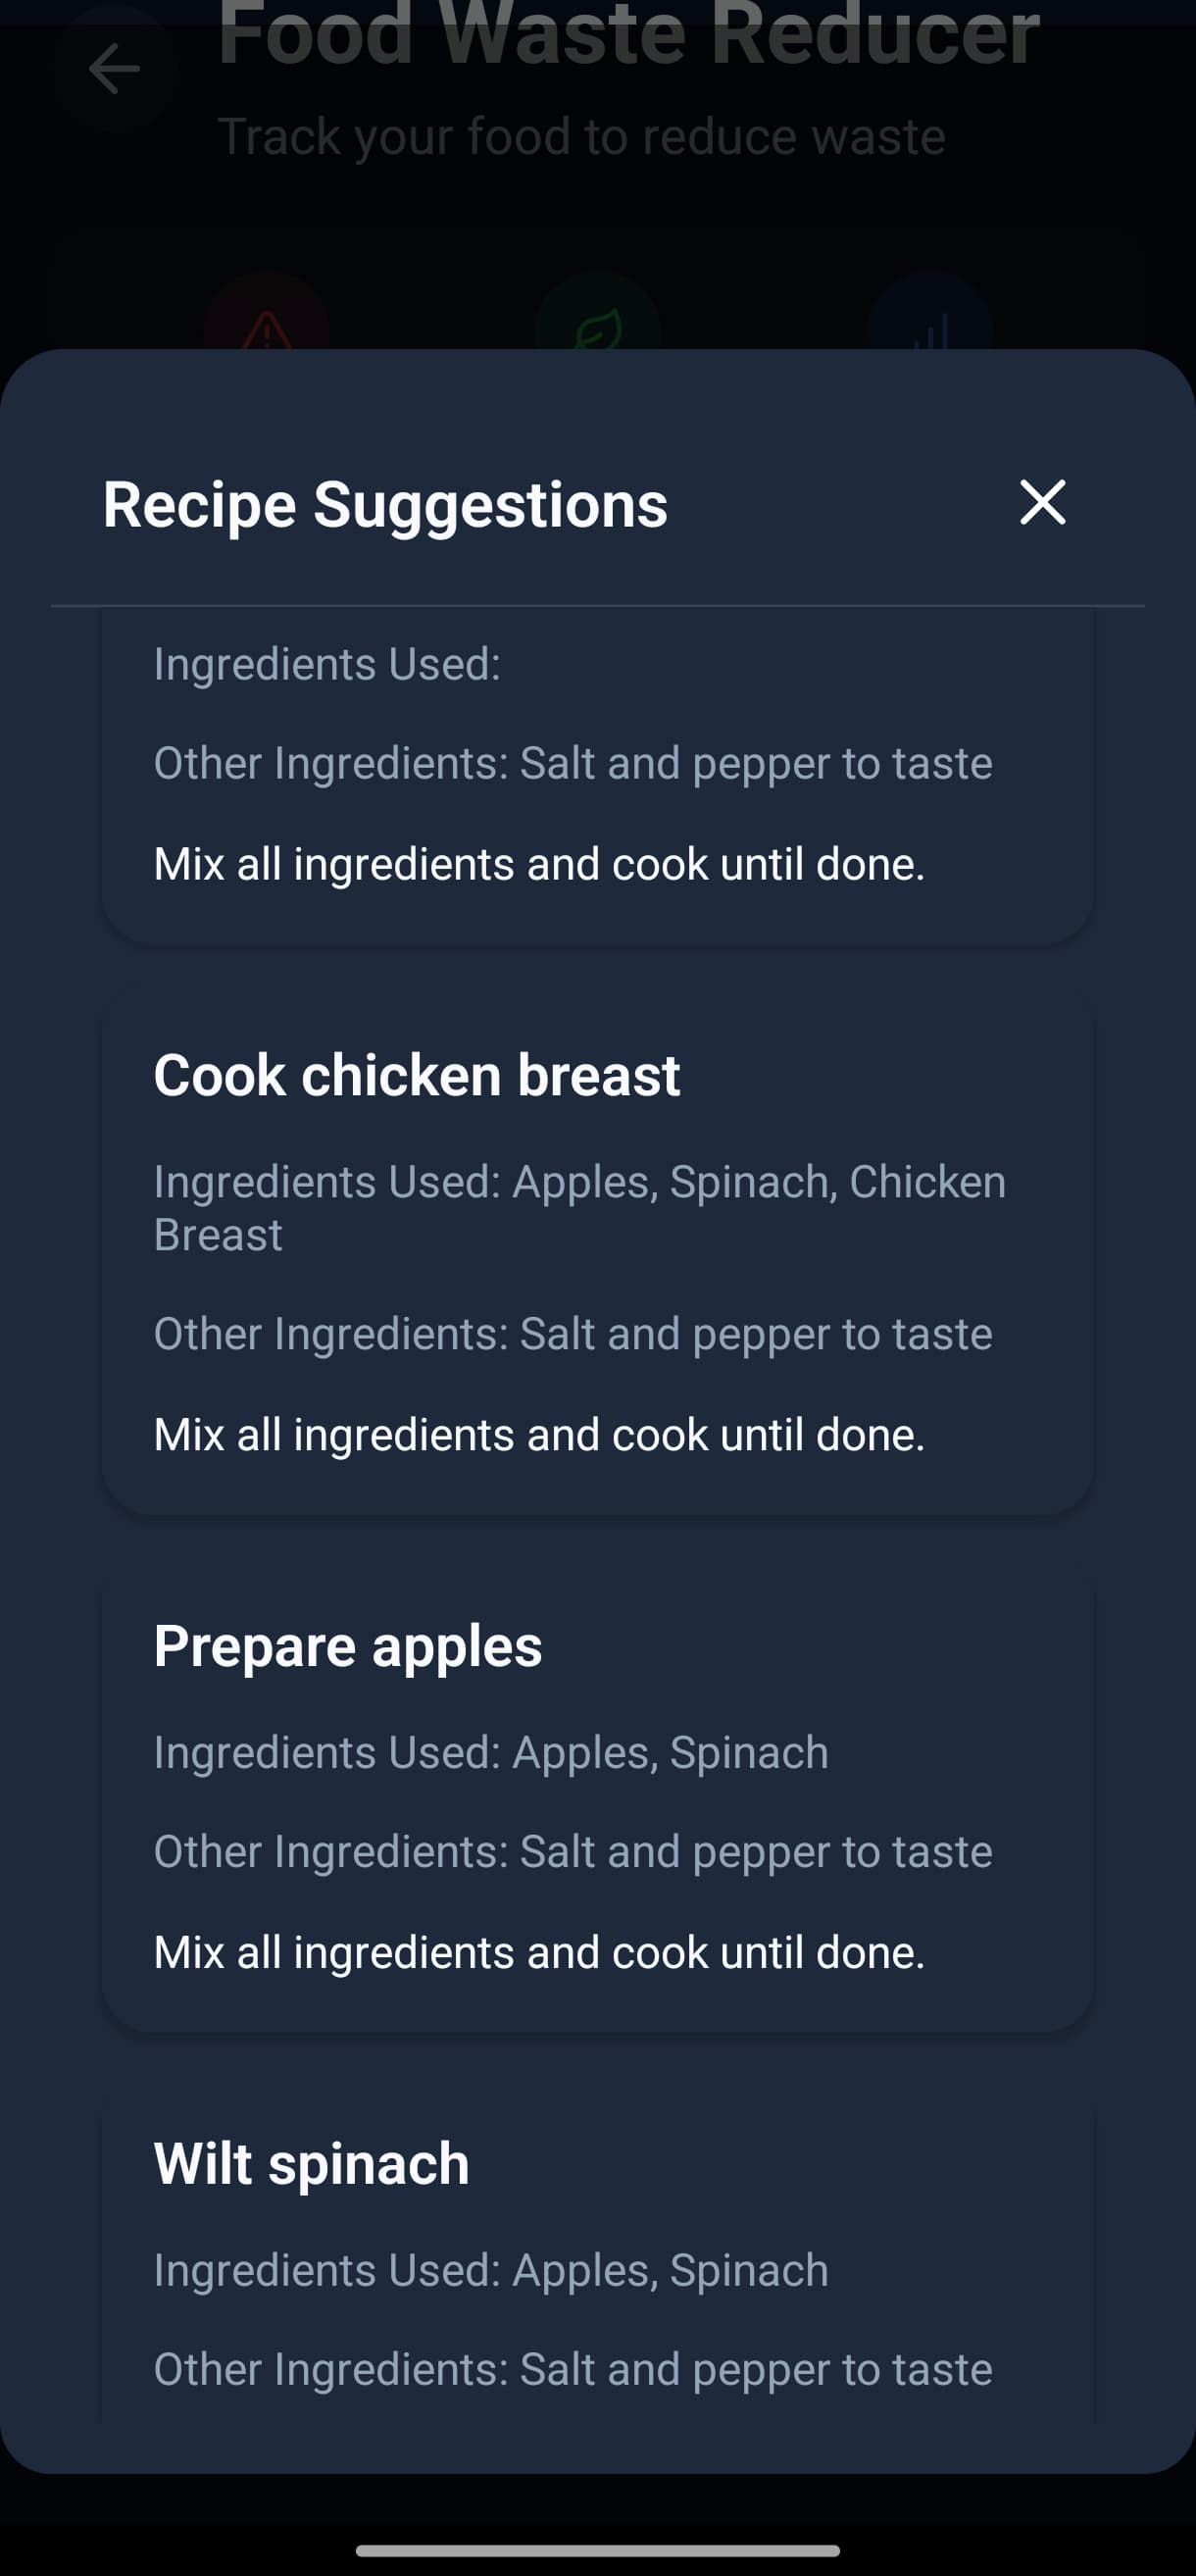 Food Waste Reducer
Track your food to reduce waste
Recipe Suggestions
Ingredients Used:
Other Ingredients: Salt and pepper to taste
Mix all ingredients and cook until done.
Cook chicken breast
Ingredients Used: Apples, Spinach, Chicken
Breast
Other Ingredients: Salt and pepper to taste
Mix all ingredients and cook until done.
Prepare apples
Ingredients Used: Apples, Spinach
Other Ingredients: Salt and pepper to taste
Mix all ingredients and cook until done.
Wilt spinach
Ingredients Used: Apples, Spinach
Other Ingredients: Salt and pepper to taste